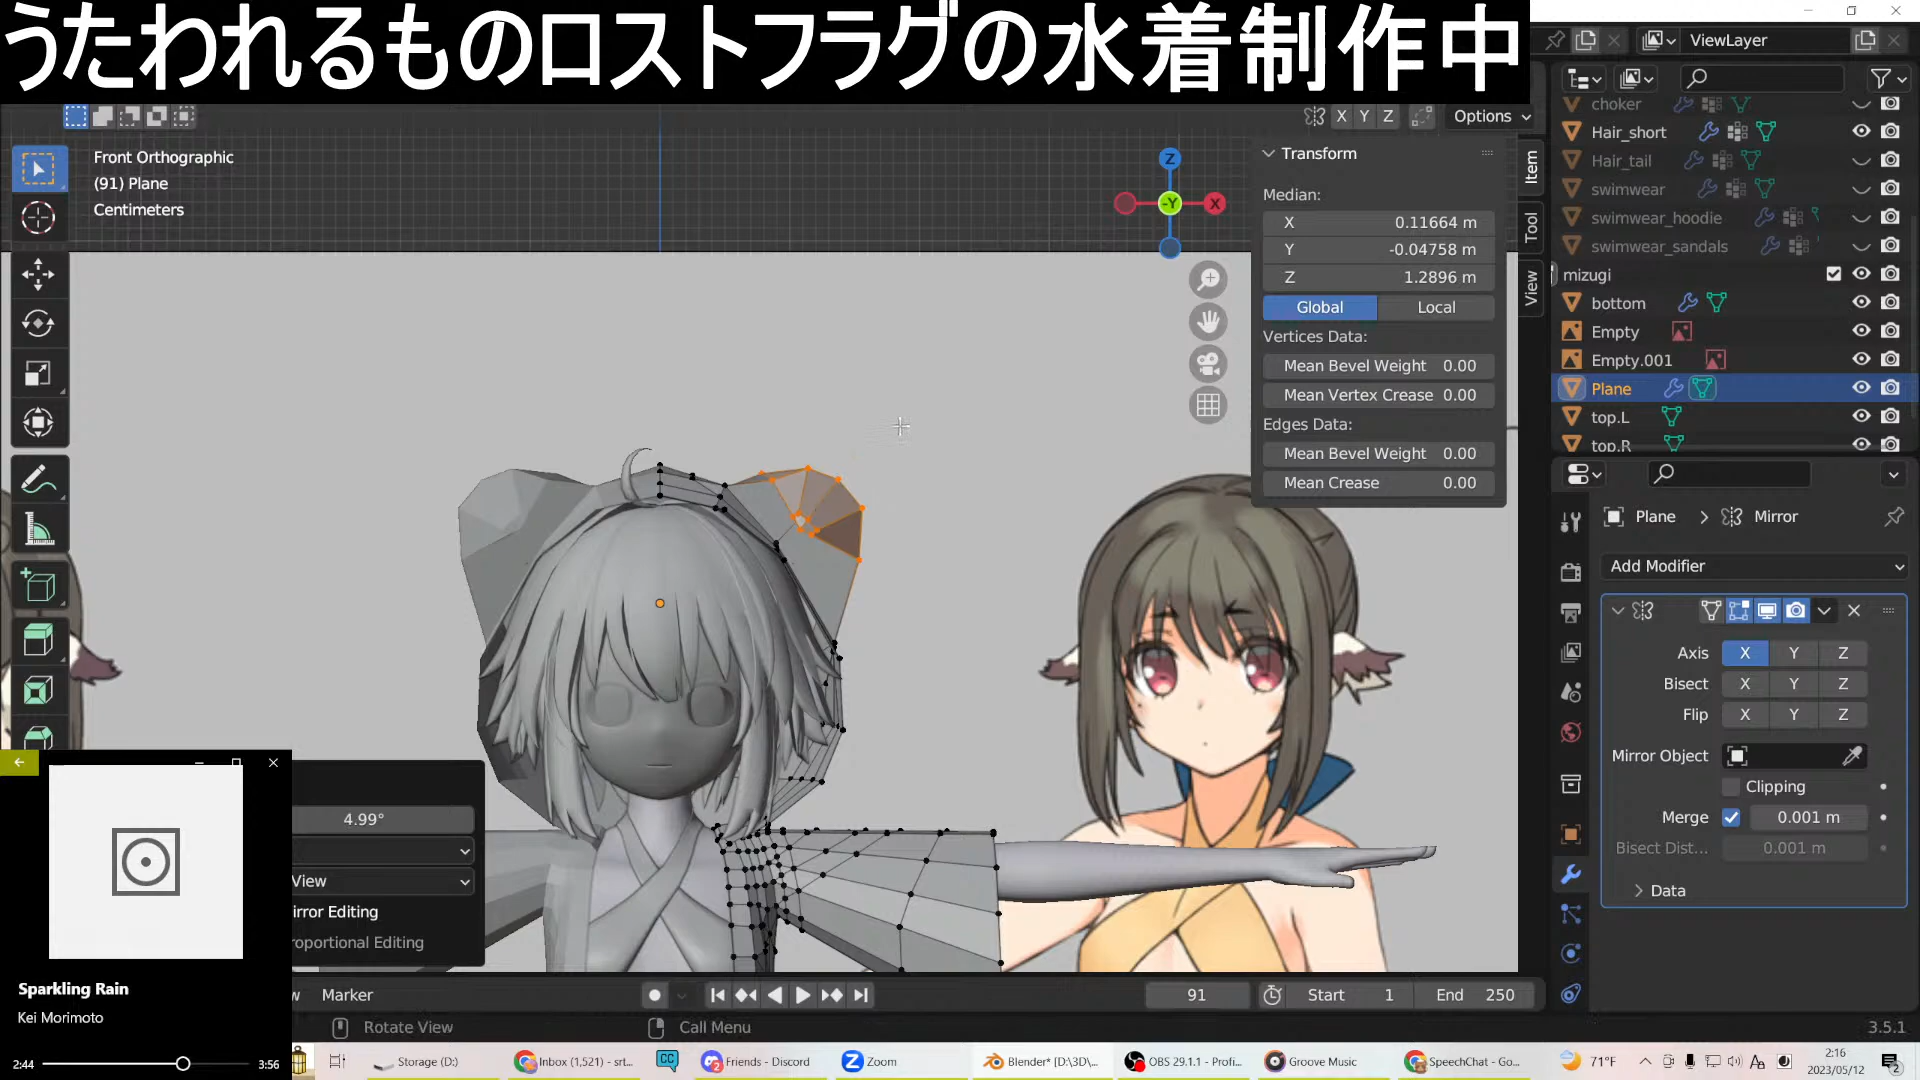 うたわれるものロストフラグの水着制作中
ViewLayer
X Y Z Options
Front Orthographic
(91) Plane
Centimeters
Z
-Y X
Transform
Median:
X 0.11664 m
Y -0.04758 m
Z 1.2896 m
Global Local
Vertices Data:
Mean Bevel Weight 0.00
Mean Vertex Crease 0.00
Edges Data:
Mean Bevel Weight 0.00
Mean Crease 0.00
Item
Tool
View
choker
Hair_short
Hair_tail
swimwear
swimwear_hoodie
swimwear_sandals
mizugi
bottom
Empty
Empty.001
Plane
top.L
top.R
Plane > Mirror
Add Modifier
Axis X Y Z
Bisect X Y Z
Flip X Y Z
Mirror Object
Clipping
Merge 0.001 m
Bisect Dist... 0.001 m
Data
4.99°
View
irror Editing
roportional Editing
Sparkling Rain
Kei Morimoto
2:44 3:56
w Marker
91 Start 1 End 250
Rotate View Call Menu
3.5.1
Storage (D:)
Inbox (1,521) - srt...
CC
2
Friends - Discord
Zoom
Blender* [D:\3D\...
OBS 29.1.1 - Profi...
Groove Music
SpeechChat - Go...
71°F
A
2:16
2023/05/12
2